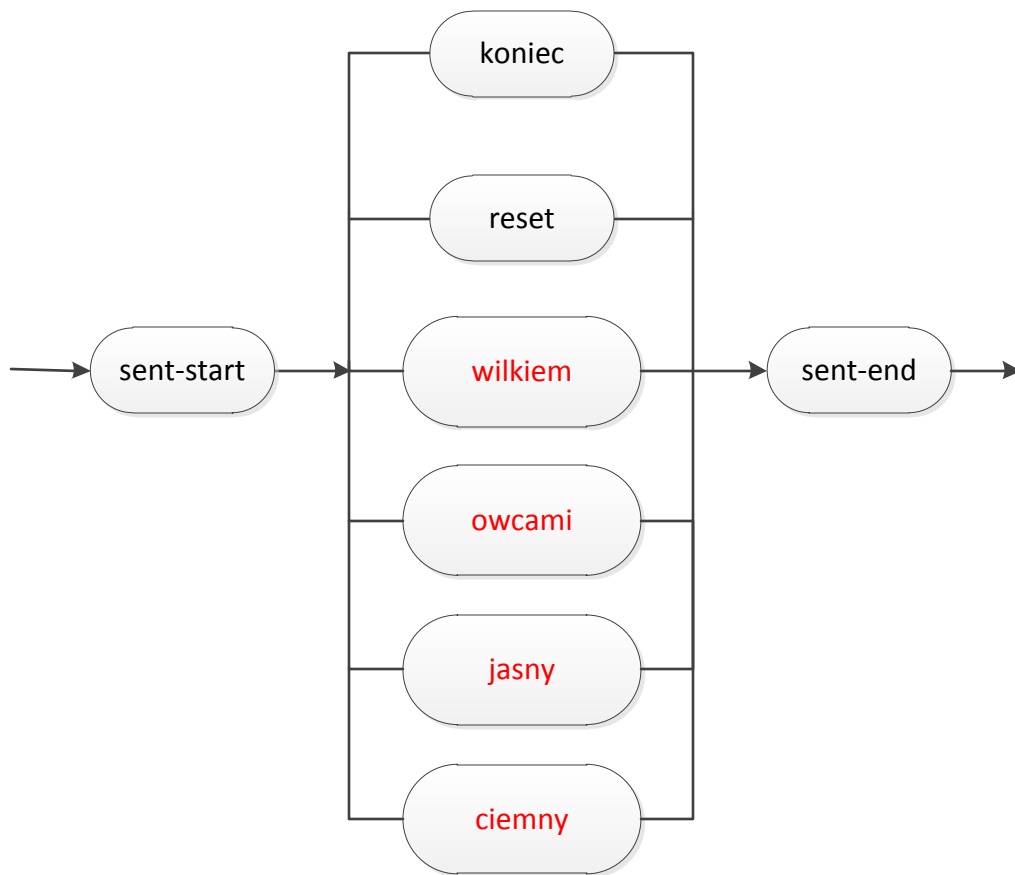 koniec
reset
sent-start
wilkiem
sent-end
owcami
jasny
ciemny